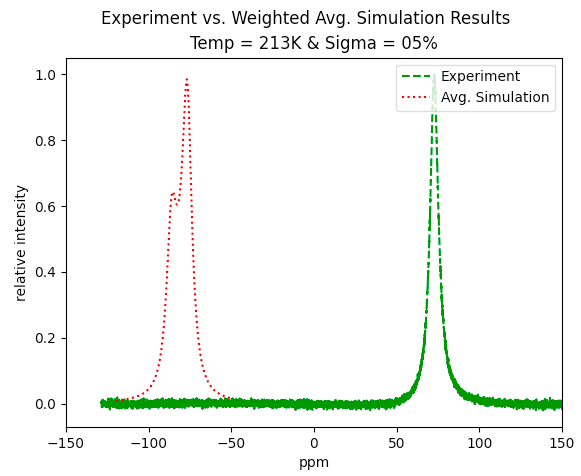 Experiment vs. Weighted Avg. Simulation Results
Temp = 213K & Sigma = 05%
Experiment
Avg. Simulation
1.0
0.8
0.6
0.4
0.2
0.0
relative intensity
−150 −100 −50 0 50 100 150
ppm